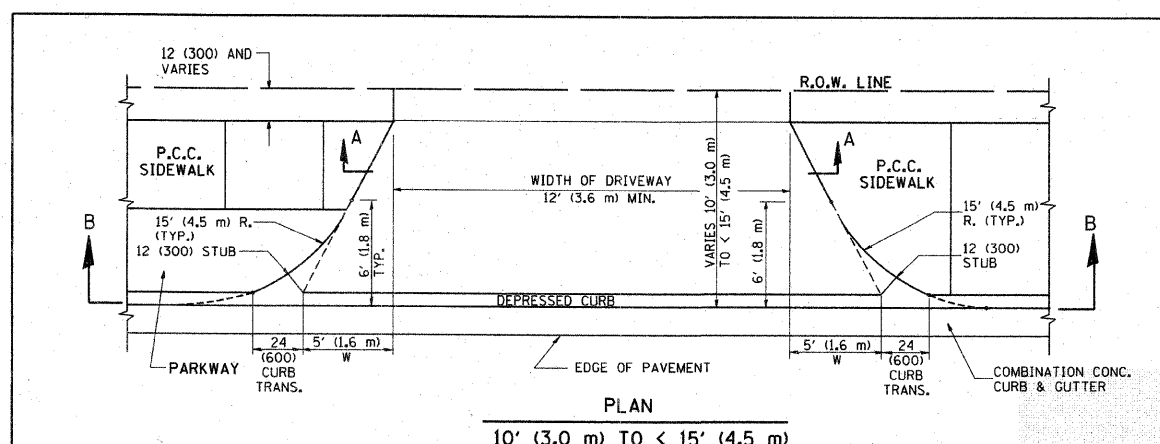 12 (300) AND
VARIES
R.O.W. LINE
A
A
P.C.C.
SIDEWALK
P.C.C.
SIDEWALK
WIDTH OF DRIVEWAY
12' (3.6 m) MIN.
VARIES 10' (3.0 m)
TO < 15' (4.5 m)
B
B
15' (4.5 m) R.
(TYP.)
12 (300) STUB
6' (1.8 m)
TYP.
6' (1.8 m)
15' (4.5 m)
R. (TYP.)
12 (300)
STUB
DEPRESSED CURB
PARKWAY
24
(600)
CURB
TRANS.
5' (1.6 m)
W
EDGE OF PAVEMENT
5' (1.6 m)
W
24
(600)
CURB
TRANS.
COMBINATION CONC.
CURB & GUTTER
PLAN
10' (3.0 m) TO < 15' (4.5 m)